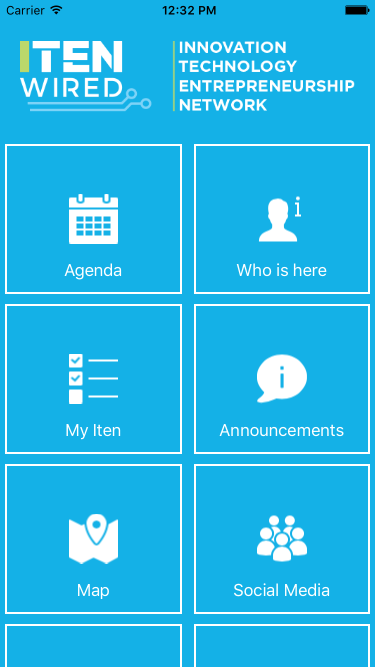 Carrier 12:32 PM
ITEN
WIRED
INNOVATION
TECHNOLOGY
ENTREPRENEURSHIP
NETWORK
Agenda
i
Who is here
My Iten
i
Announcements
Map
Social Media